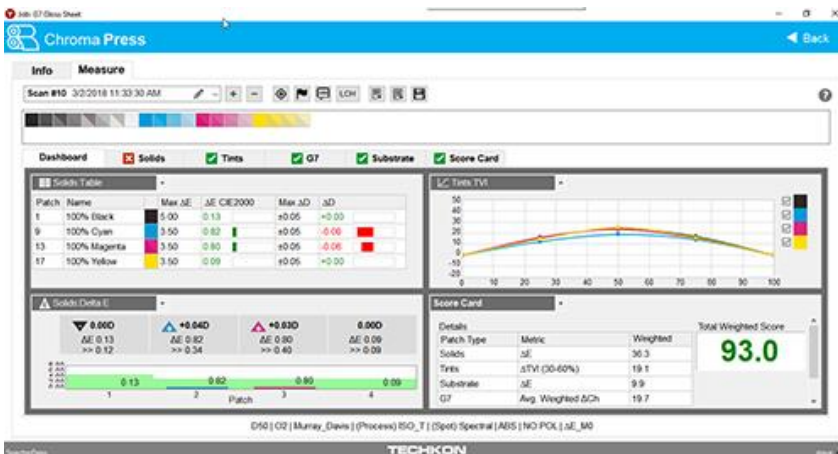 Job: G7 Gloss Sheet
Chroma Press
Back
Info Measure
Scan #10 3/2/2018 11:33:30 AM + − LCH
Dashboard Solids Tints G7 Substrate Score Card
Solids Table
Patch Name Max ΔE ΔE CIE2000 Max ΔD ΔD
1 100% Black 5.00 0.13 ±0.05 +0.00
9 100% Cyan 3.50 0.82 ±0.05 -0.06
13 100% Magenta 3.50 0.80 ±0.05 -0.06
17 100% Yellow 3.50 0.09 ±0.05 +0.00
Tints TVI
50
40
30
20
10
0
-10
-20
0 10 20 30 40 50 60 70 80 90 100
Solids Delta E
0.00D +0.04D +0.03D 0.00D
ΔE 0.13 ΔE 0.82 ΔE 0.80 ΔE 0.09
>> 0.12 >> 0.34 >> 0.40 >> 0.09
0.13 0.82 0.80 0.09
1 2 3 4
Patch
Score Card
Details
Patch Type Metric Weighted
Solids ΔE 36.3
Tints ΔTVI (30-60%) 19.1
Substrate ΔE 9.9
G7 Avg. Weighted ΔCh 19.7
Total Weighted Score
93.0
D50 | O2 | Murray_Davis | (Process) ISO_T | (Spot) Spectral | ABS | NO POL | ΔE_M0
TECHKON